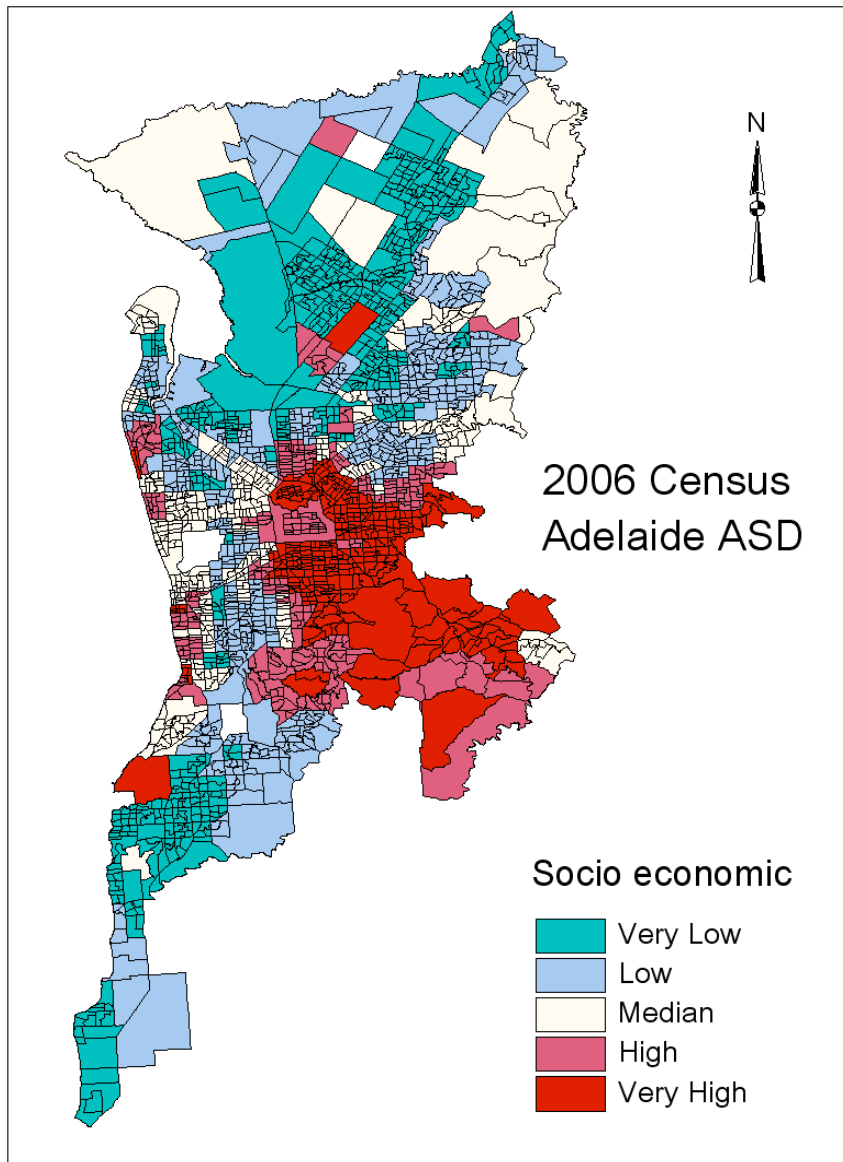 N
2006 Census
Adelaide ASD
Socio economic
Very Low
Low
Median
High
Very High